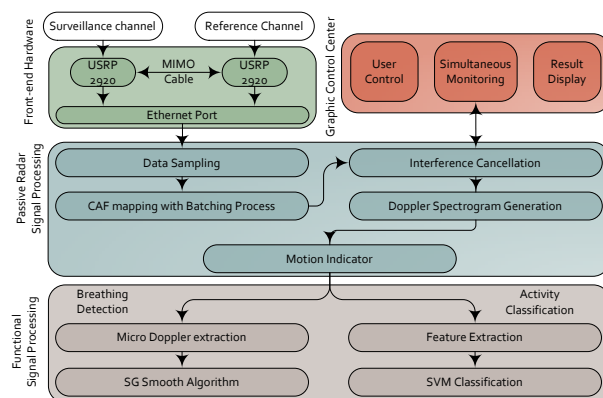 Surveillance channel
Reference Channel
Front-end Hardware
USRP
2920
MIMO
Cable
USRP
2920
Ethernet Port
Graphic Control Center
User
Control
Simultaneous
Monitoring
Result
Display
Passive Radar
Signal Processing
Data Sampling
Interference Cancellation
CAF mapping with Batching Process
Doppler Spectrogram Generation
Motion Indicator
Functional
Signal Processing
Breathing
Detection
Activity
Classification
Micro Doppler extraction
Feature Extraction
SG Smooth Algorithm
SVM Classification